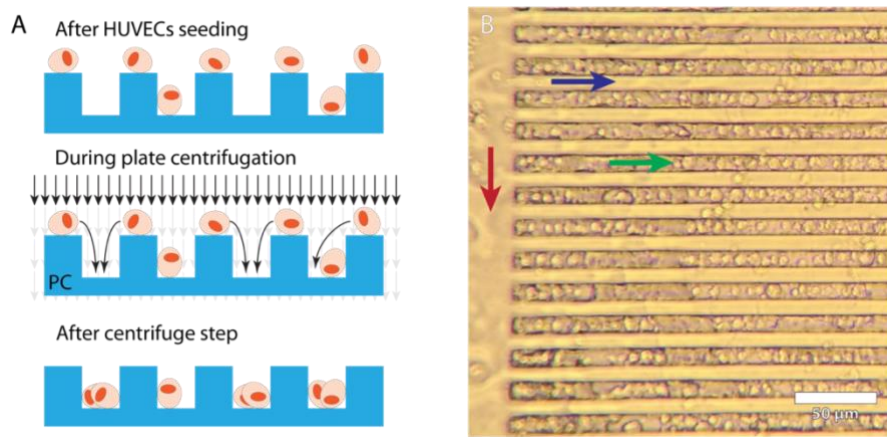 A
After HUVECs seeding
During plate centrifugation
PC
After centrifuge step
B
50 µm